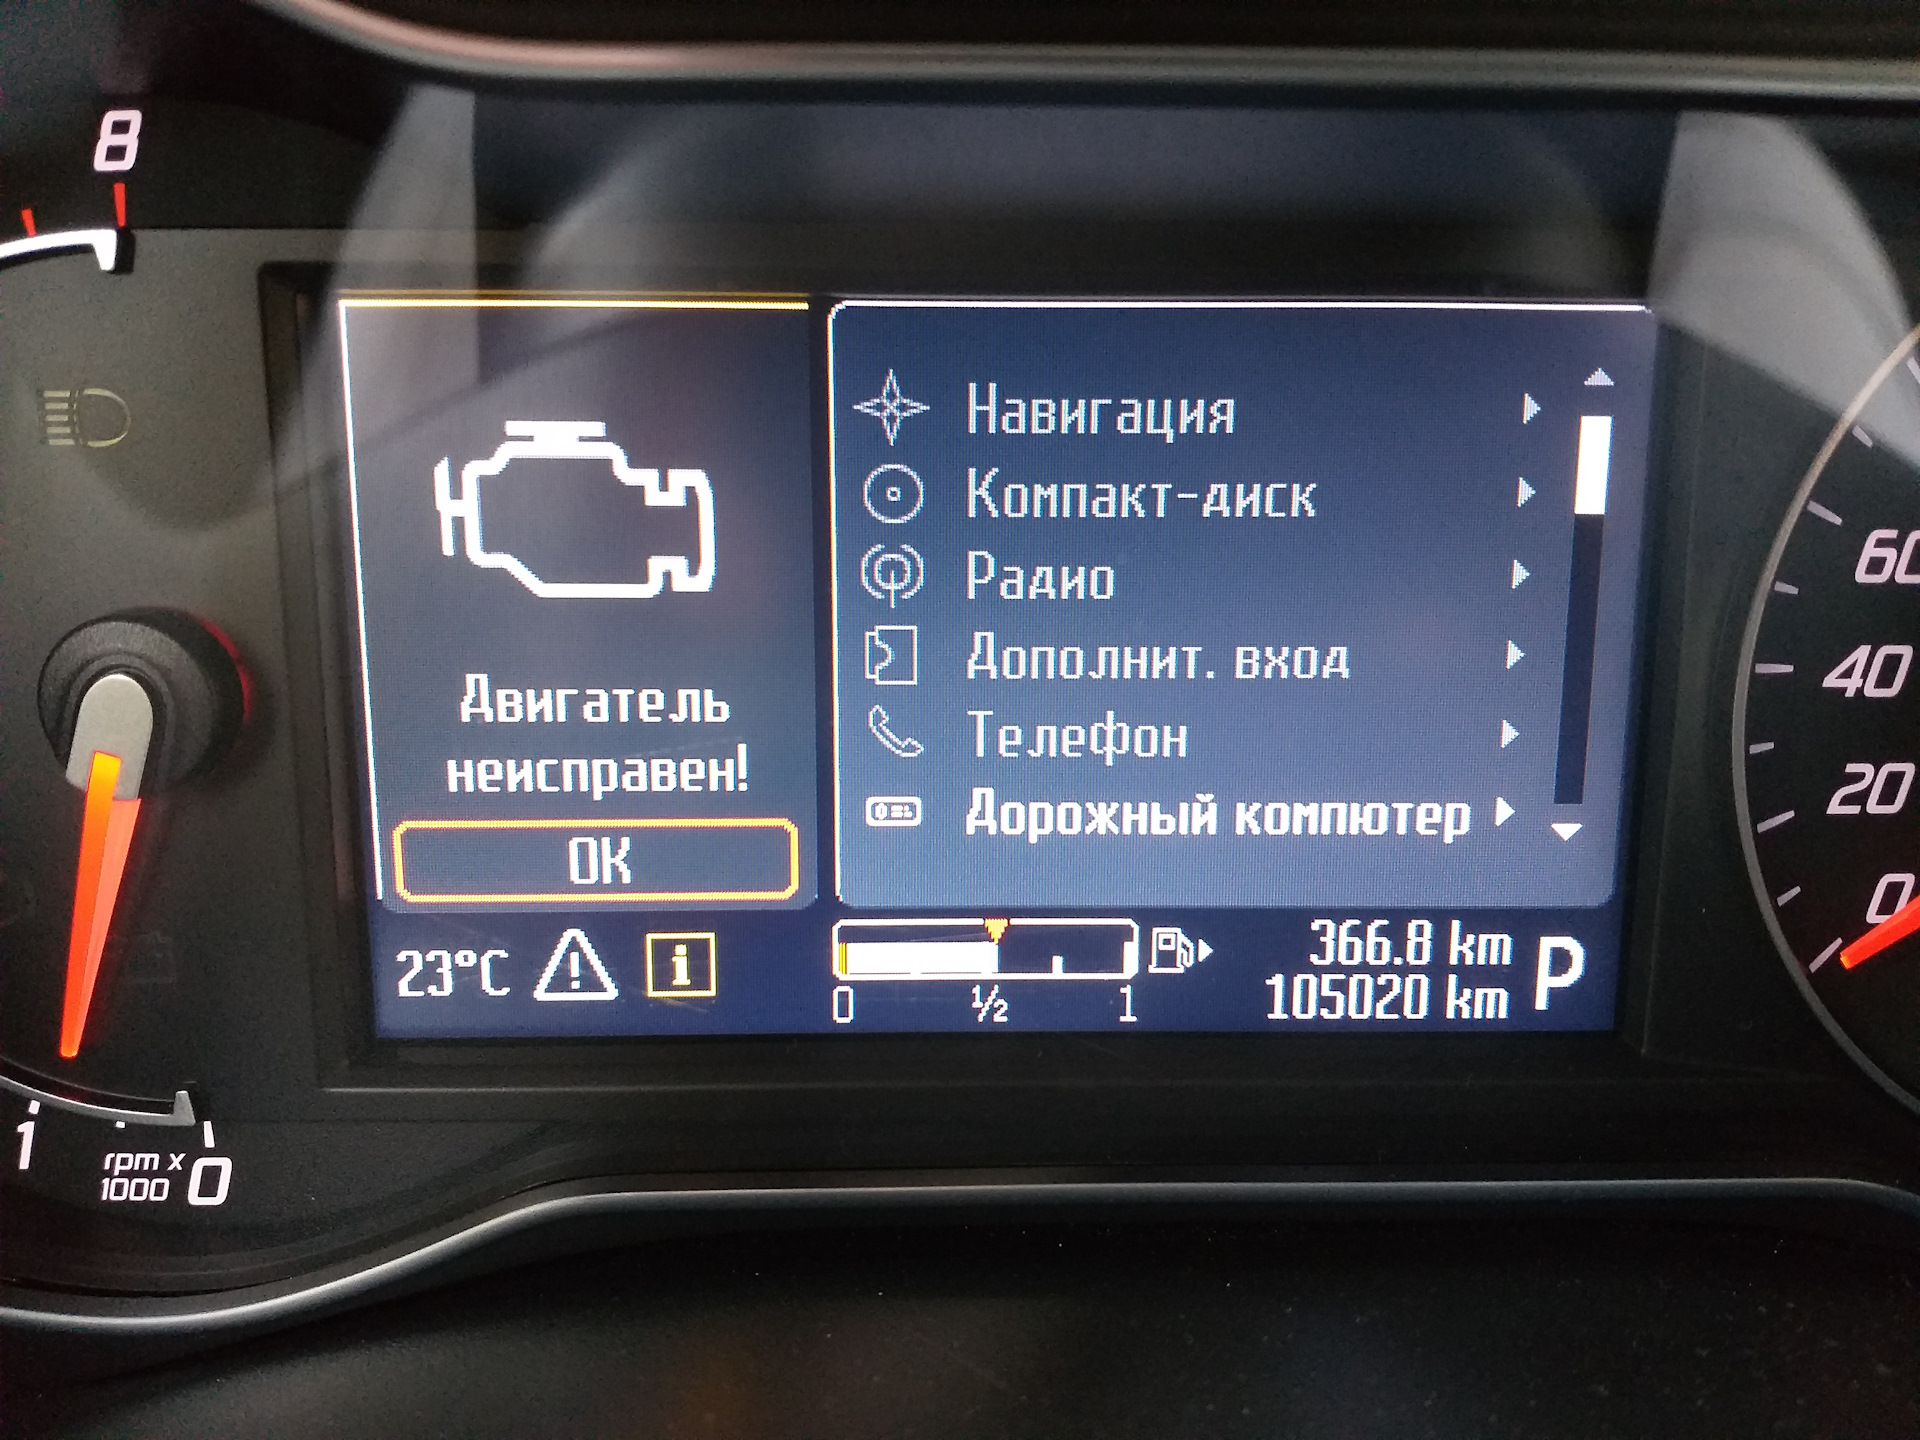 8
Навигация
Компакт-диск
Радио
Дополнит. вход
Телефон
Дорожный компютер
Двигатель
неисправен!
OK
23°C
i
0 ½ 1
366.8 km
105020 km
P
60
40
20
0
1
rpm x
1000
0